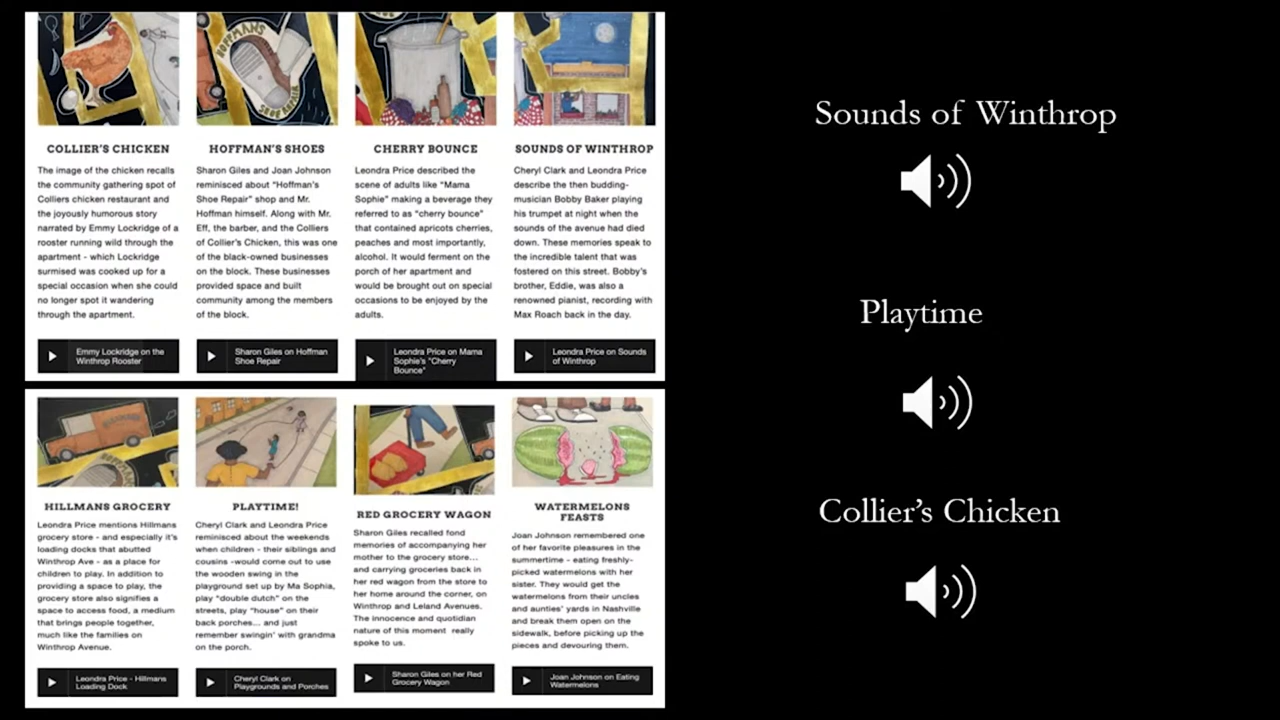 HOFFMANS
SHOE REPAIR
COLLIER'S CHICKEN
The image of the chicken recalls
the community gathering spot of
Colliers chicken restaurant and
the joyously humorous story
narrated by Emmy Lockridge of a
rooster running wild through the
apartment - which Lockridge
surmised was cooked up for a
special occasion when she could
no longer spot it wandering
through the apartment.
Emmy Lockridge on the
Winthrop Rooster
HOFFMAN'S SHOES
Sharon Giles and Joan Johnson
reminisced about "Hoffman's
Shoe Repair" shop and Mr.
Hoffman himself. Along with Mr.
Eff, the barber, and the Colliers
of Collier's Chicken, this was one
of the black-owned businesses
on the block. These businesses
provided space and built
community among the members
of the block.
Sharon Giles on Hoffman
Shoe Repair
CHERRY BOUNCE
Leondra Price described the
scene of adults like "Mama
Sophie" making a beverage they
referred to as "cherry bounce"
that contained apricots cherries,
peaches and most importantly,
alcohol. It would ferment on the
porch of her apartment and
would be brought out on special
occasions to be enjoyed by the
adults.
Leondra Price on Mama
Sophie's "Cherry
Bounce"
SOUNDS OF WINTHROP
Cheryl Clark and Leondra Price
describe the then budding-
musician Bobby Baker playing
his trumpet at night when the
sounds of the avenue had died
down. These memories speak to
the incredible talent that was
fostered on this street. Bobby's
brother, Eddie, was also a
renowned pianist, recording with
Max Roach back in the day.
Leondra Price on Sounds
of Winthrop
HILLMANS GROCERY
Leondra Price mentions Hillmans
grocery store - and especially it's
loading docks that abutted
Winthrop Ave - as a place for
children to play. In addition to
providing a space to play, the
grocery store also signifies a
space to access food, a medium
that brings people together,
much like the families on
Winthrop Avenue.
Leondra Price - Hillmans
Loading Dock
PLAYTIME!
Cheryl Clark and Leondra Price
reminisced about the weekends
when children - their siblings and
cousins -would come out to use
the wooden swing in the
playground set up by Ma Sophia,
play "double dutch" on the
streets, play "house" on their
back porches... and just
remember swingin' with grandma
on the porch.
Cheryl Clark on
Playgrounds and Porches
RED GROCERY WAGON
Sharon Giles recalled fond
memories of accompanying her
mother to the grocery store...
and carrying groceries back in
her red wagon from the store to
her home around the corner, on
Winthrop and Leland Avenues.
The innocence and quotidian
nature of this moment really
spoke to us.
Sharon Giles on her Red
Grocery Wagon
WATERMELONS
FEASTS
Joan Johnson remembered one
of her favorite pleasures in the
summertime - eating freshly-
picked watermelons with her
sister. They would get the
watermelons from their uncles
and aunties' yards in Nashville
and break them open on the
sidewalk, before picking up the
pieces and devouring them.
Joan Johnson on Eating
Watermelons
Sounds of Winthrop
Playtime
Collier's Chicken